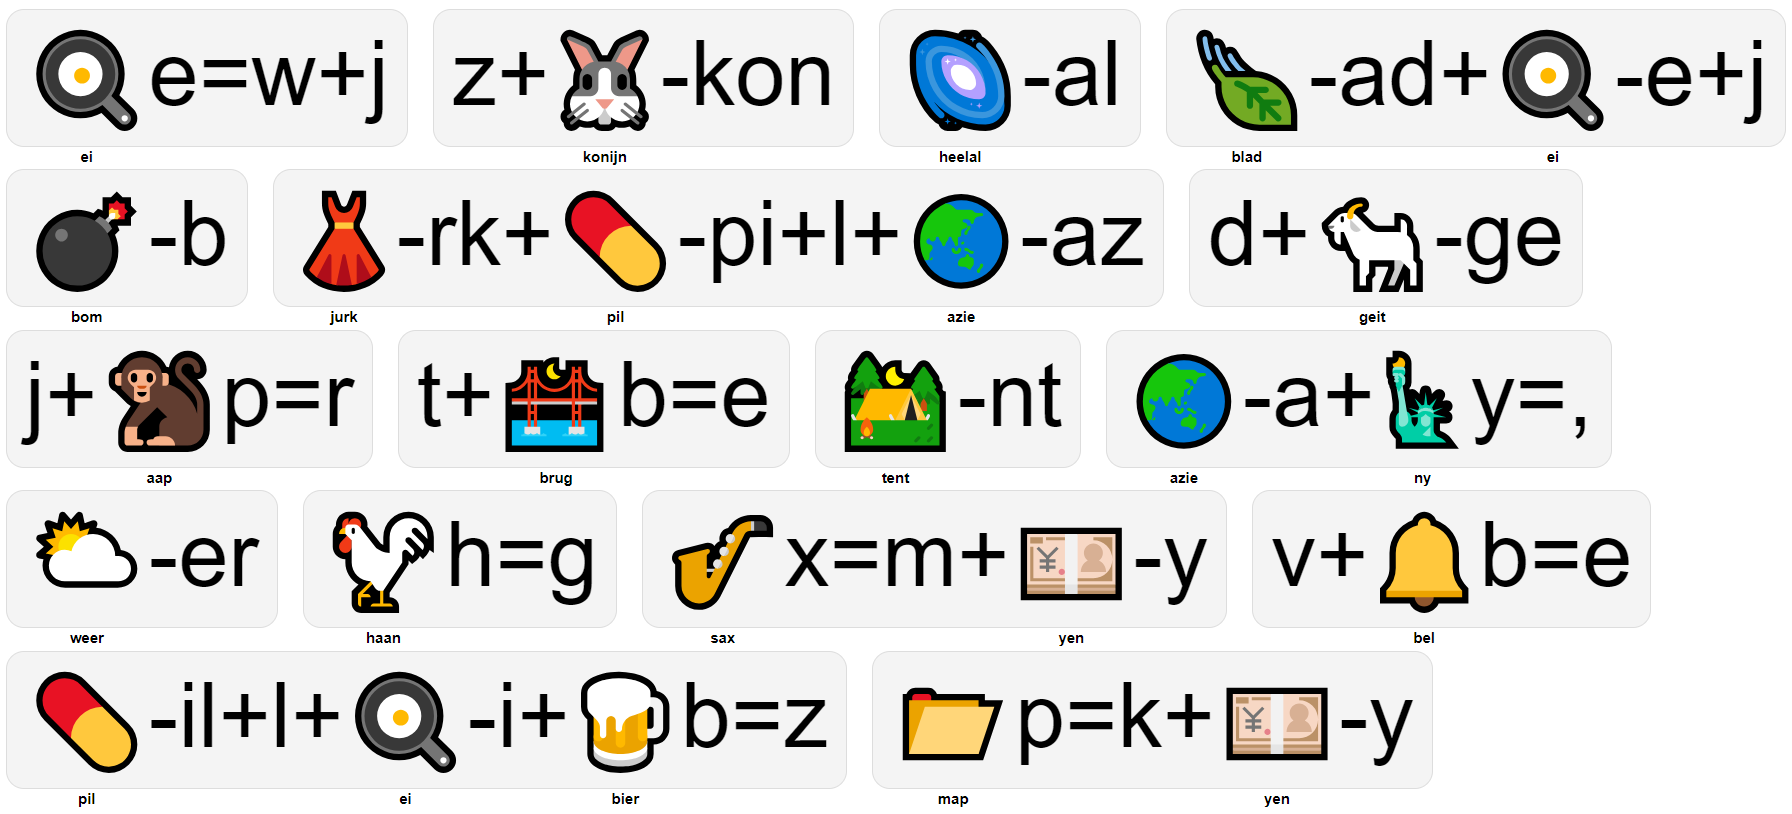 e=w+j z+ -kon -al -ad+ -e+j
ei konijn heelal blad ei
-b -rk+ -pi+l+ -az d+ -ge
bom jurk pil azie geit
j+ p=r t+ b=e -nt -a+ y=,
aap brug tent azie ny
-er h=g x=m+ -y v+ b=e
weer haan sax yen bel
-il+l+ -i+ b=z p=k+ -y
pil ei bier map yen